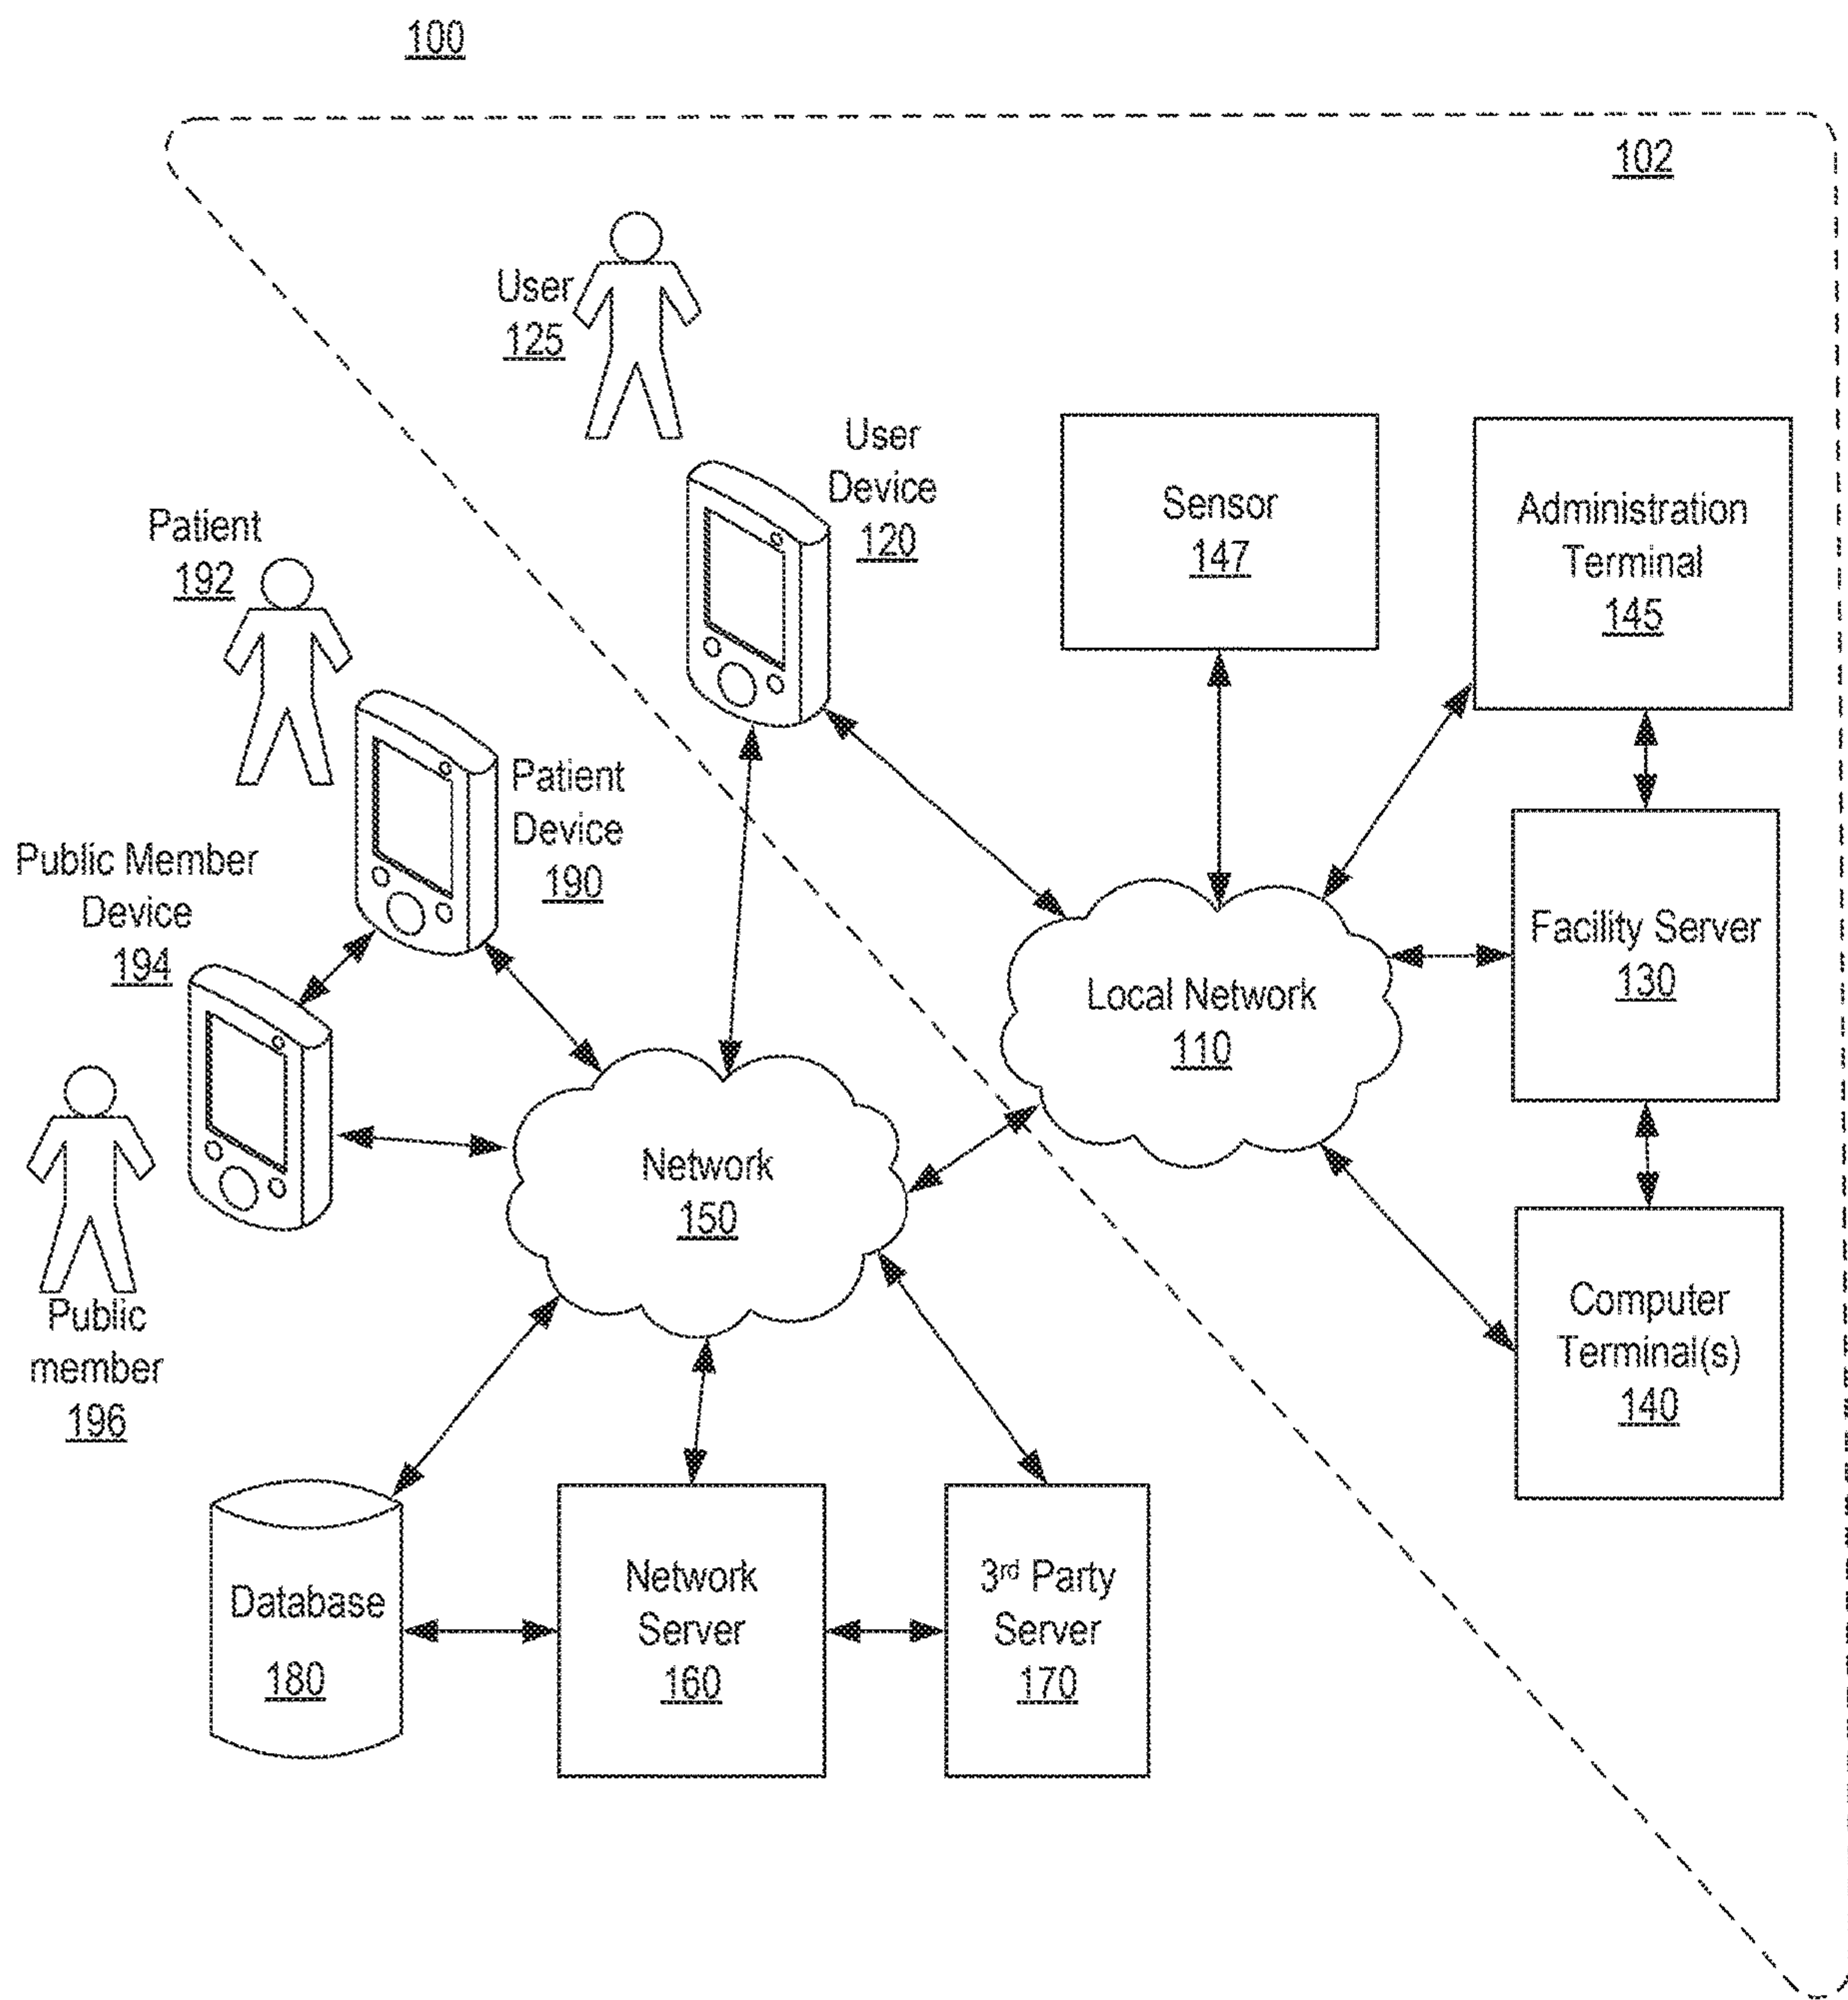 100
102
User
125
User
Device
120
Sensor
147
Administration
Terminal
145
Patient
192
Patient
Device
190
Public Member
Device
194
Facility Server
130
Local Network
110
Network
150
Public
member
196
Computer
Terminal(s)
140
Database
180
Network
Server
160
3rd Party
Server
170